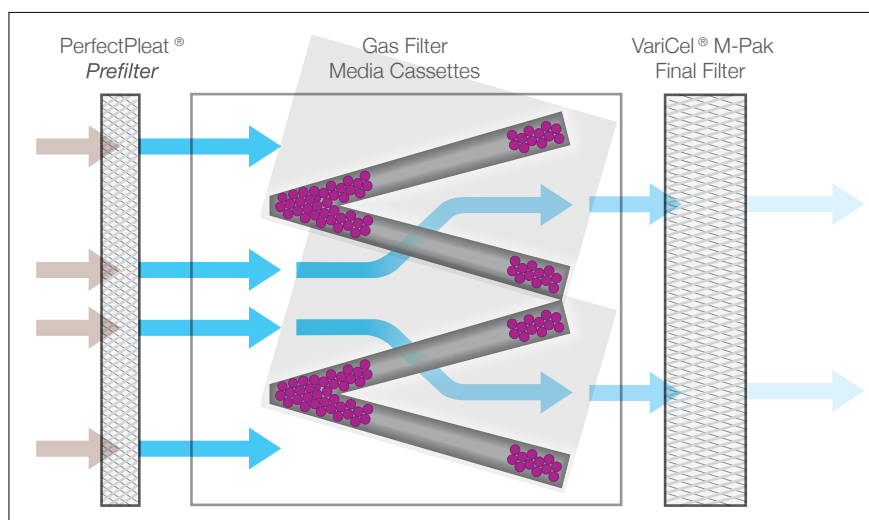 PerfectPleat ®
Prefilter
Gas Filter
Media Cassettes
VariCel ® M-Pak
Final Filter